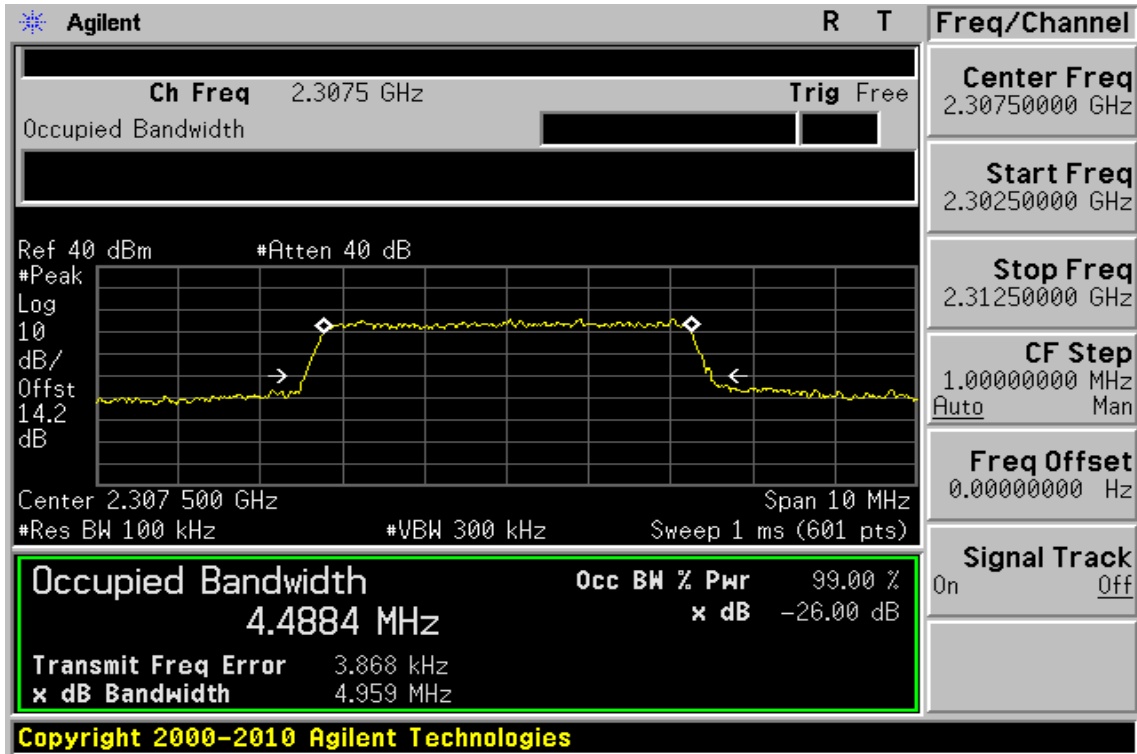 Agilent R T
Ch Freq 2.3075 GHz Trig Free
Occupied Bandwidth
Ref 40 dBm #Atten 40 dB
#Peak
Log
10
dB/
Offst
14.2
dB
Center 2.307 500 GHz Span 10 MHz
#Res BW 100 kHz #VBW 300 kHz Sweep 1 ms (601 pts)
Occupied Bandwidth
4.4884 MHz
Occ BW % Pwr 99.00 %
x dB -26.00 dB
Transmit Freq Error 3.868 kHz
x dB Bandwidth 4.959 MHz
Copyright 2000-2010 Agilent Technologies
Freq/Channel
Center Freq
2.30750000 GHz
Start Freq
2.30250000 GHz
Stop Freq
2.31250000 GHz
CF Step
1.00000000 MHz
Auto Man
Freq Offset
0.00000000 Hz
Signal Track
On Off